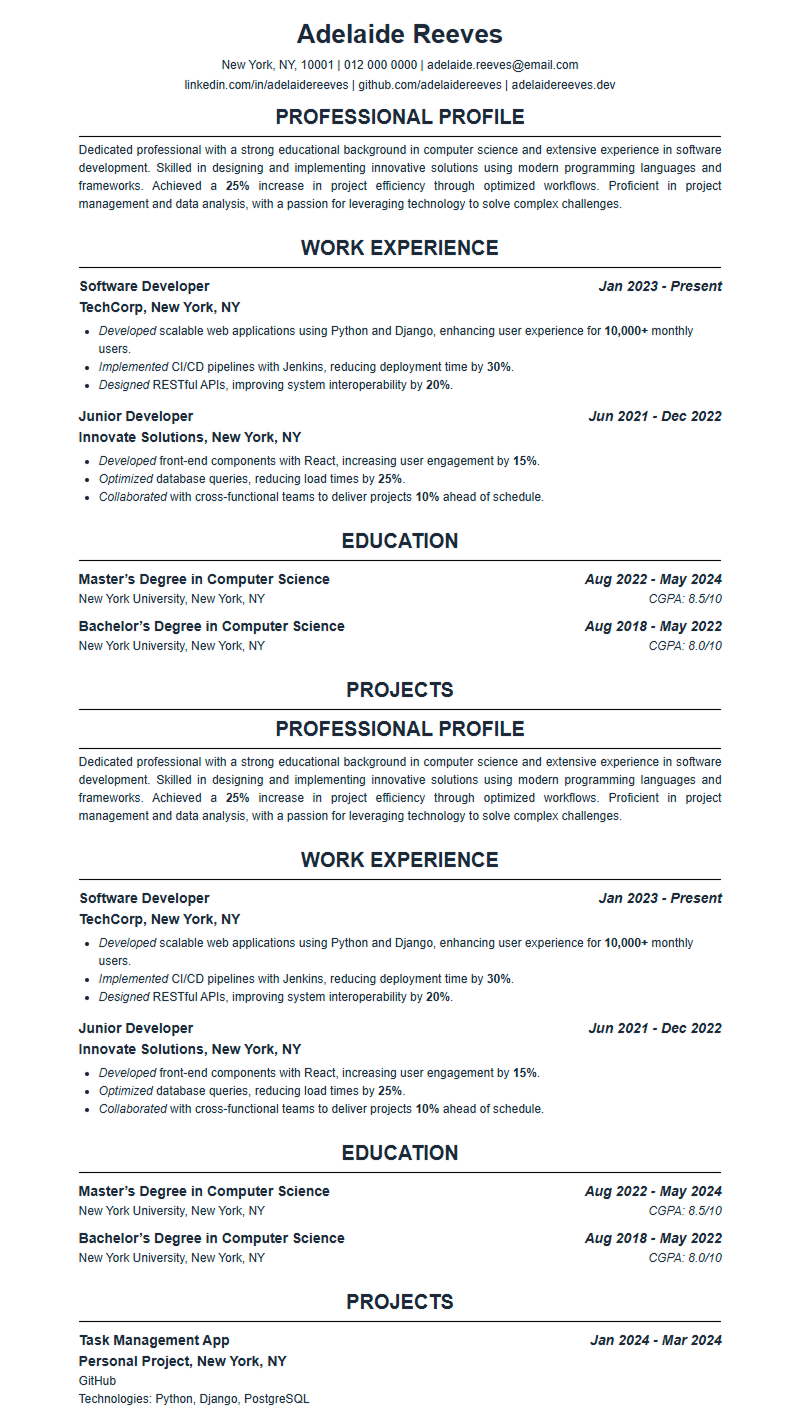 Adelaide Reeves
New York, NY, 10001 | 012 000 0000 | adelaide.reeves@email.com
linkedin.com/in/adelaidereeves | github.com/adelaidereeves | adelaidereeves.dev
PROFESSIONAL PROFILE
Dedicated professional with a strong educational background in computer science and extensive experience in software
development. Skilled in designing and implementing innovative solutions using modern programming languages and
frameworks. Achieved a 25% increase in project efficiency through optimized workflows. Proficient in project
management and data analysis, with a passion for leveraging technology to solve complex challenges.
WORK EXPERIENCE
Software Developer Jan 2023 - Present
TechCorp, New York, NY
• Developed scalable web applications using Python and Django, enhancing user experience for 10,000+ monthly
users.
• Implemented CI/CD pipelines with Jenkins, reducing deployment time by 30%.
• Designed RESTful APIs, improving system interoperability by 20%.
Junior Developer Jun 2021 - Dec 2022
Innovate Solutions, New York, NY
• Developed front-end components with React, increasing user engagement by 15%.
• Optimized database queries, reducing load times by 25%.
• Collaborated with cross-functional teams to deliver projects 10% ahead of schedule.
EDUCATION
Master’s Degree in Computer Science Aug 2022 - May 2024
New York University, New York, NY CGPA: 8.5/10
Bachelor’s Degree in Computer Science Aug 2018 - May 2022
New York University, New York, NY CGPA: 8.0/10
PROJECTS
PROFESSIONAL PROFILE
Dedicated professional with a strong educational background in computer science and extensive experience in software
development. Skilled in designing and implementing innovative solutions using modern programming languages and
frameworks. Achieved a 25% increase in project efficiency through optimized workflows. Proficient in project
management and data analysis, with a passion for leveraging technology to solve complex challenges.
WORK EXPERIENCE
Software Developer Jan 2023 - Present
TechCorp, New York, NY
• Developed scalable web applications using Python and Django, enhancing user experience for 10,000+ monthly
users.
• Implemented CI/CD pipelines with Jenkins, reducing deployment time by 30%.
• Designed RESTful APIs, improving system interoperability by 20%.
Junior Developer Jun 2021 - Dec 2022
Innovate Solutions, New York, NY
• Developed front-end components with React, increasing user engagement by 15%.
• Optimized database queries, reducing load times by 25%.
• Collaborated with cross-functional teams to deliver projects 10% ahead of schedule.
EDUCATION
Master’s Degree in Computer Science Aug 2022 - May 2024
New York University, New York, NY CGPA: 8.5/10
Bachelor’s Degree in Computer Science Aug 2018 - May 2022
New York University, New York, NY CGPA: 8.0/10
PROJECTS
Task Management App Jan 2024 - Mar 2024
Personal Project, New York, NY
GitHub
Technologies: Python, Django, PostgreSQL